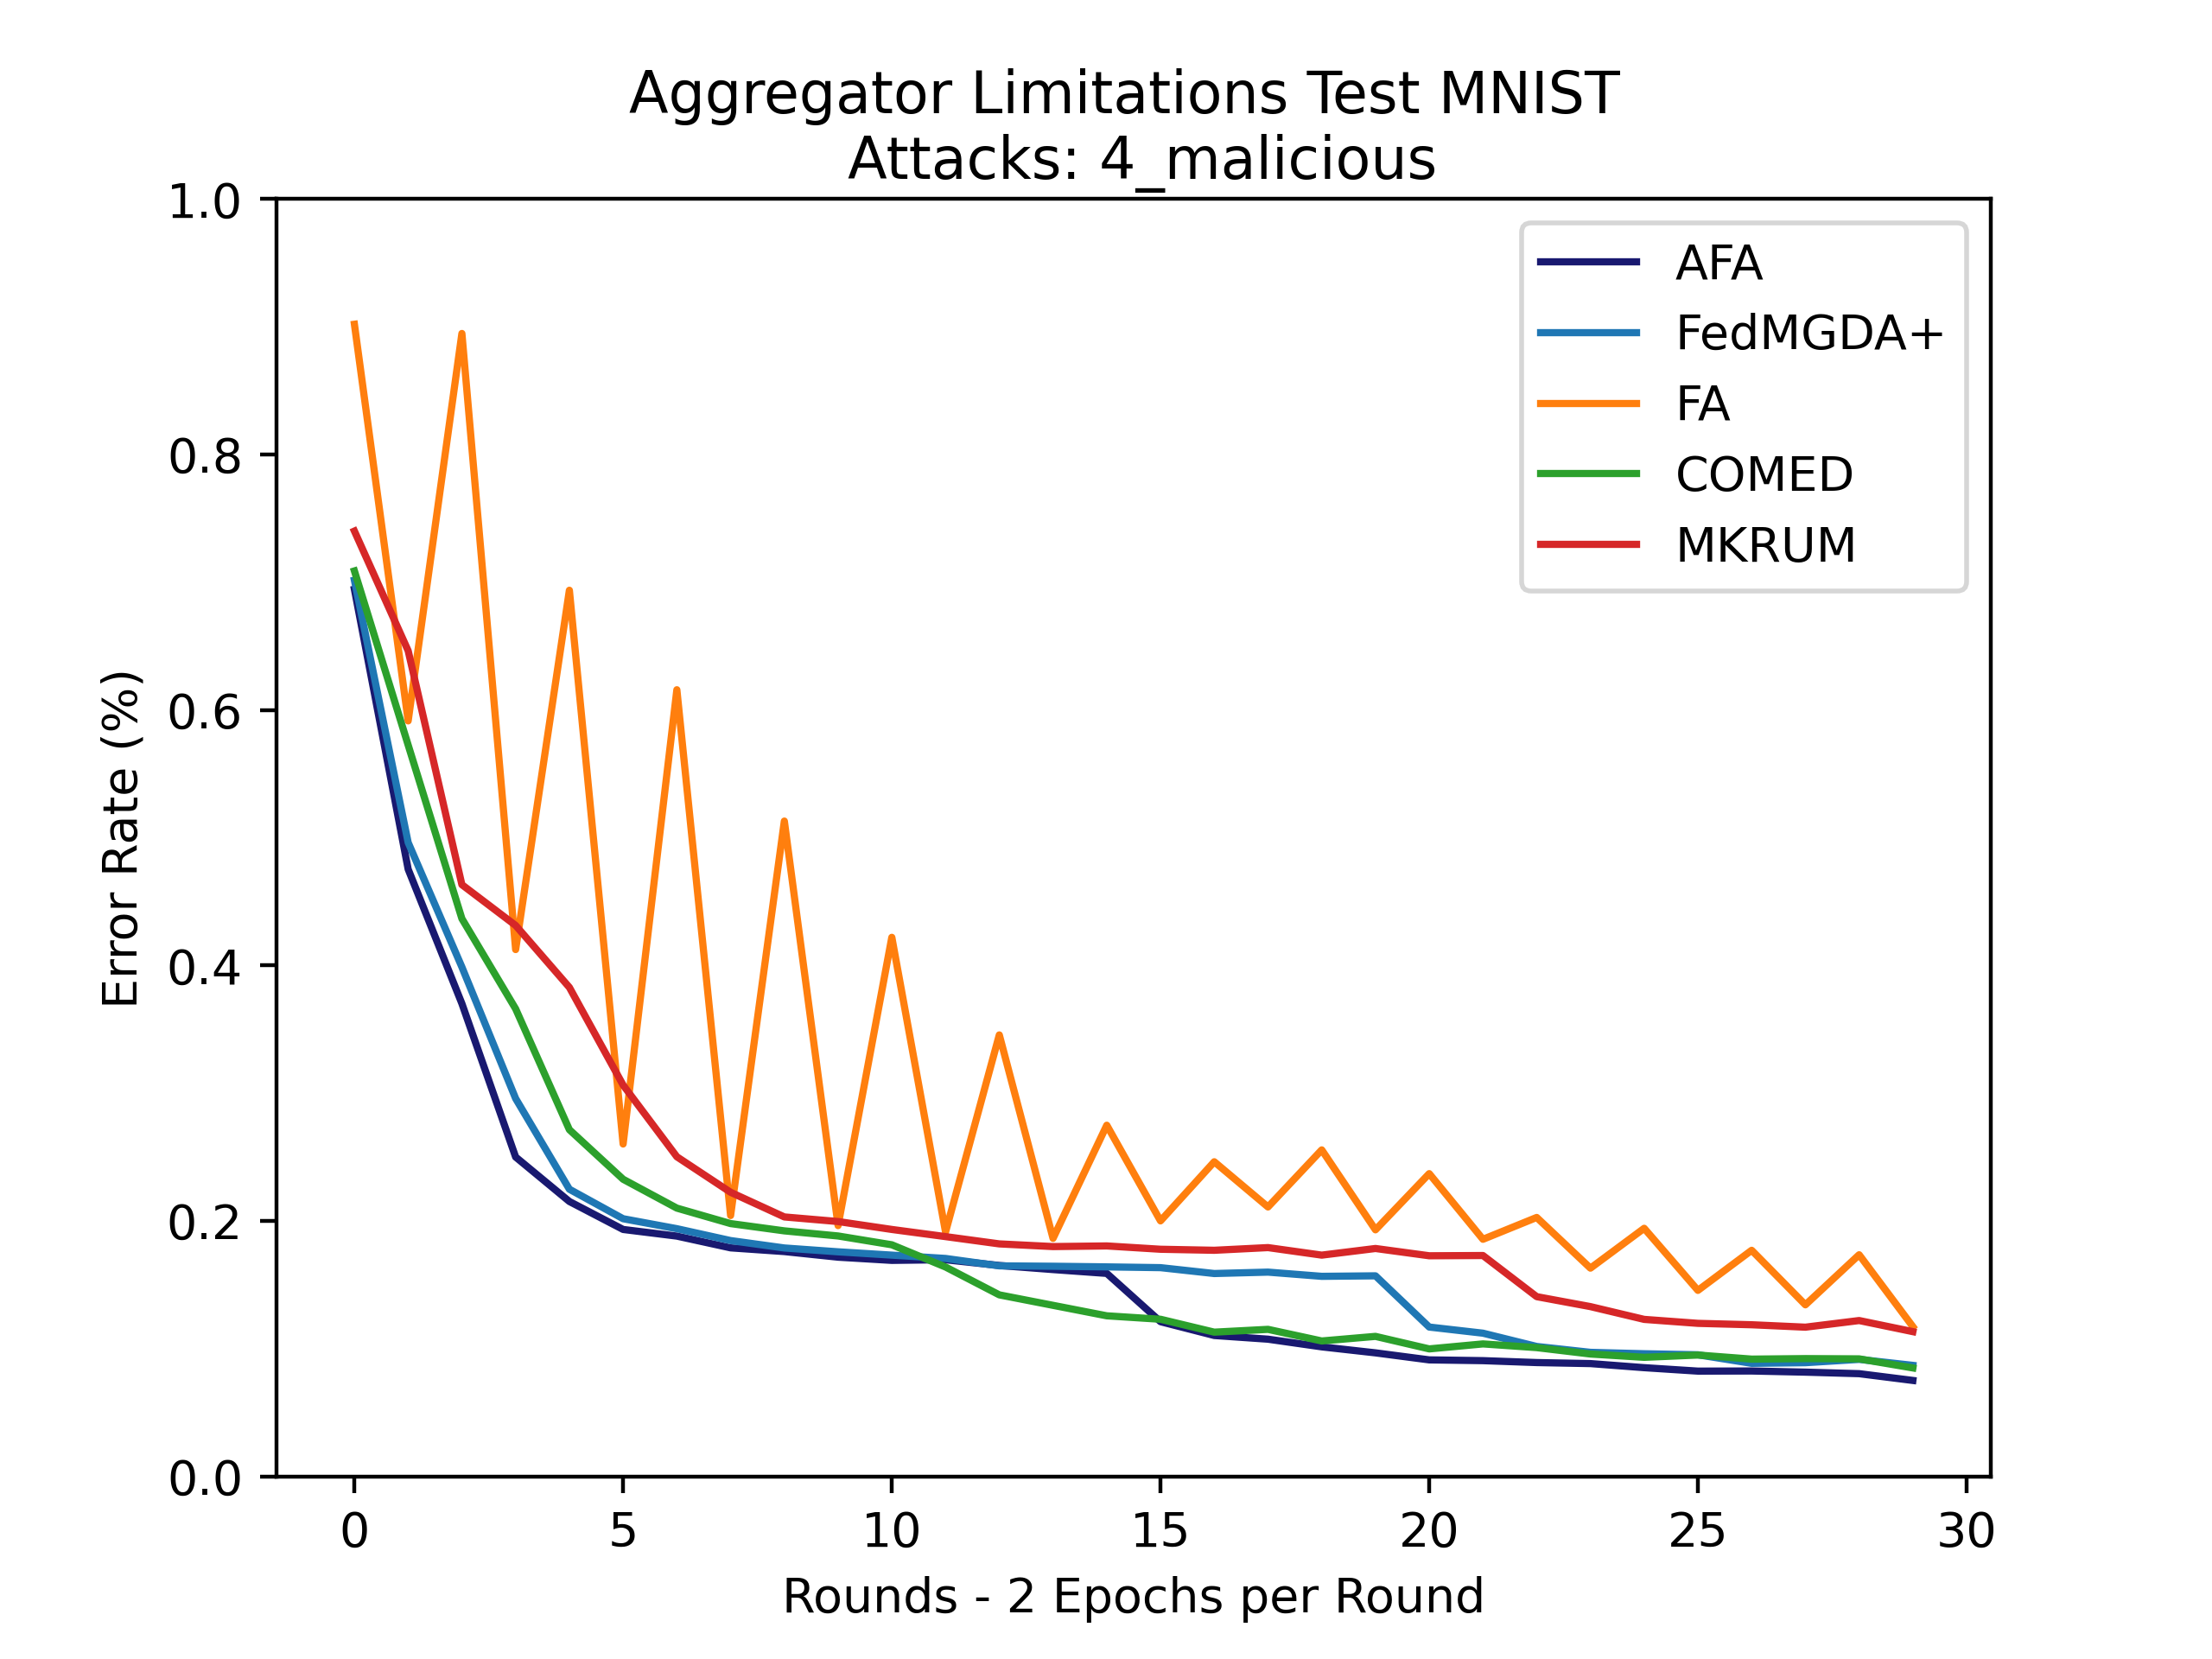 Aggregator Limitations Test MNIST
Attacks: 4_malicious
1.0
0.8
0.6
0.4
0.2
0.0
Error Rate (%)
AFA
FedMGDA+
FA
COMED
MKRUM
0 5 10 15 20 25 30
Rounds - 2 Epochs per Round